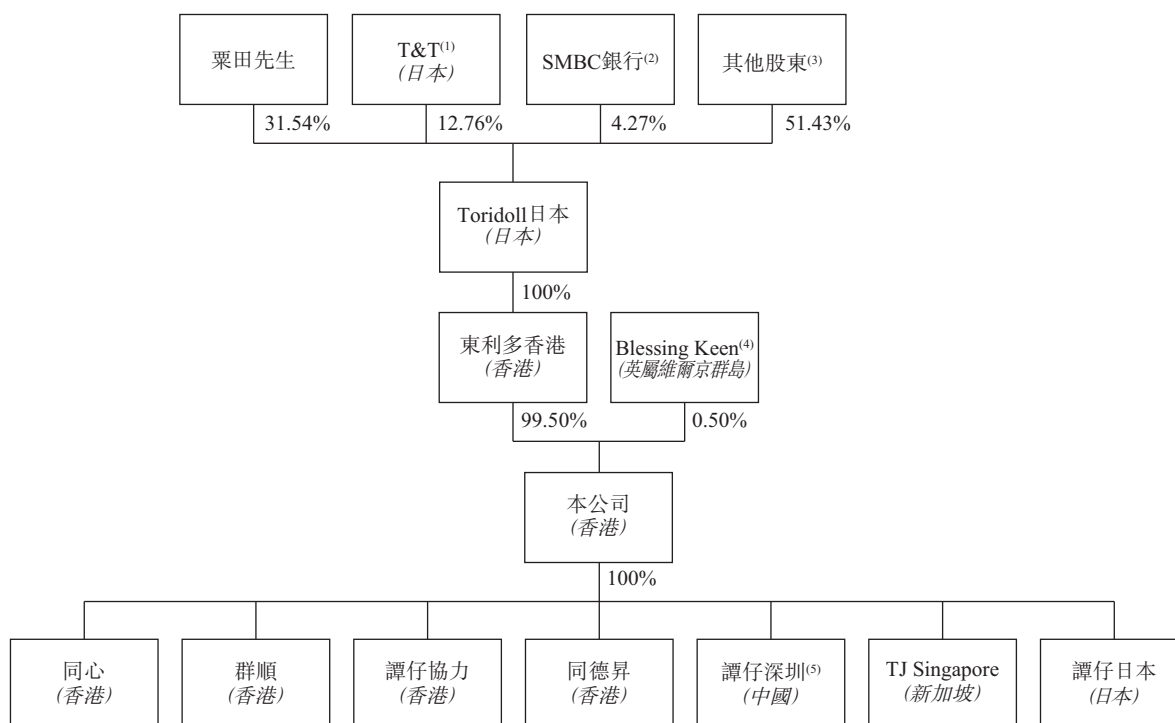 粟田先生
T&T(1)
(日本)
SMBC銀行(2)
其他股東(3)
31.54%
12.76%
4.27%
51.43%
Toridoll日本
(日本)
100%
東利多香港
(香港)
Blessing Keen(4)
(英屬維爾京群島)
99.50%
0.50%
本公司
(香港)
100%
同心
(香港)
群順
(香港)
譚仔協力
(香港)
同德昇
(香港)
譚仔深圳(5)
(中國)
TJ Singapore
(新加坡)
譚仔日本
(日本)